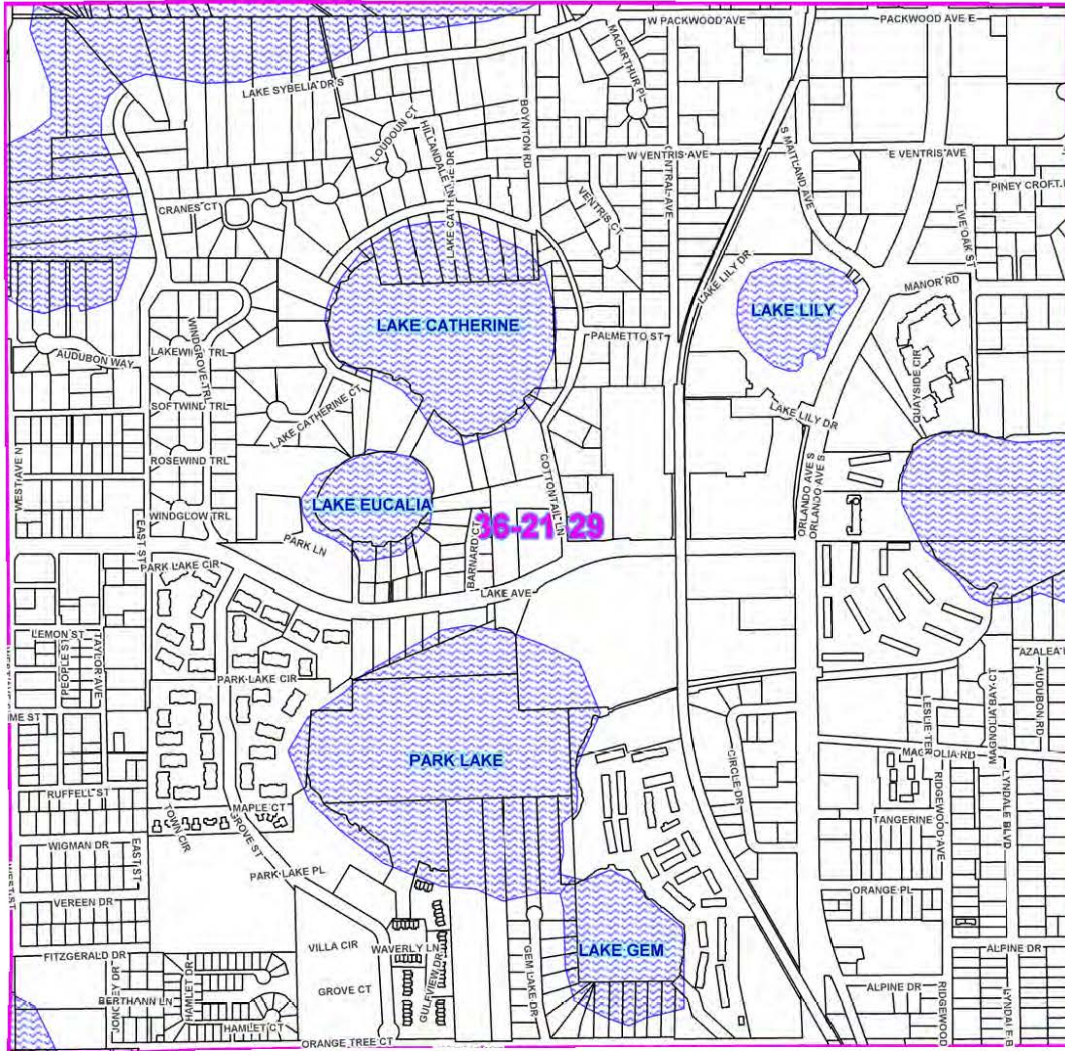 W PACKWOOD AVE
PACKWOOD AVE E
MACARTHUR PL
LAKE SYBELIA DR S
BOYNTON RD
LOUDOUN CT
HILLANDALE LN
LAKE CATHERINE DR
W VENTRIS AVE
CENTRAL AVE
S MAITLAND AVE
E VENTRIS AVE
PINEY CROFT
CRANES CT
VENTRIS CT
LIVE OAK ST
LAKE LILY DR
MANOR RD
LAKE CATHERINE
LAKE LILY
WINDGROVE TRL
PALMETTO ST
AUDUBON WAY
SOFTWIND TRL
LAKE CATHERINE CT
QUAYSIDE CIR
LAKE LILY DR
WEST AVE N
ROSEWIND TRL
COTTONTAIL LN
ORLANDO AVE S
ORLANDO AVE S
LAKE EUCALIA
WINDGLOW TRL
36-21-29
EAST ST
PARK LN
BARNARD CT
PARK LAKE CIR
LAKE AVE
LEMON ST
PEOPLE ST
TAYLOR AVE
AZALEA
PARK LAKE CIR
MAGNOLIA BAY CT
AUDUBON RD
LESLIE TER
ME ST
PARK LAKE
CIRCLE DR
MAGNOLIA RD
RUFFELL ST
MAPLE CT
TOWN CIR
GROVE ST
TANGERINE
RIDGEWOOD AVE
LYNDALE BLVD
WIGMAN DR
EAST ST
PARK LAKE PL
WEST ST
ORANGE PL
VEREEN DR
VILLA CIR
WAVERLY LN
GEM LAKE DR
LAKE GEM
ALPINE DR
FITZGERALD DR
GROVE CT
GULFVIEW DR
ALPINE DR
BERTHANN LN
HAMLET DR
HAMLET CT
RIDGEWOOD
LYNDALE B
ORANGE TREE CT